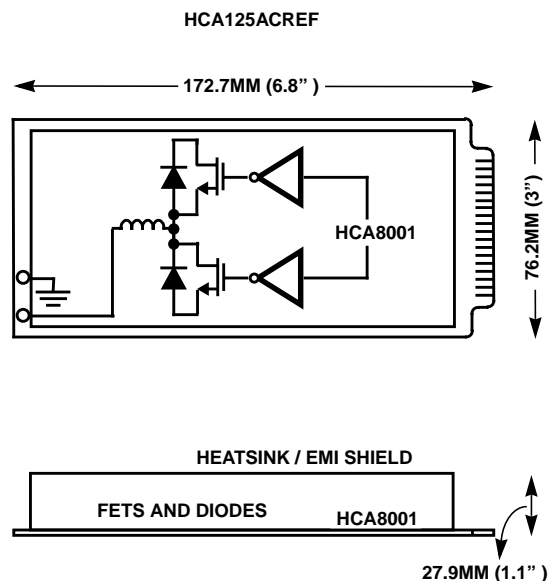 HCA125ACREF
172.7MM (6.8” )
HCA8001
76.2MM (3”)
HEATSINK / EMI SHIELD
FETS AND DIODES
HCA8001
27.9MM (1.1” )